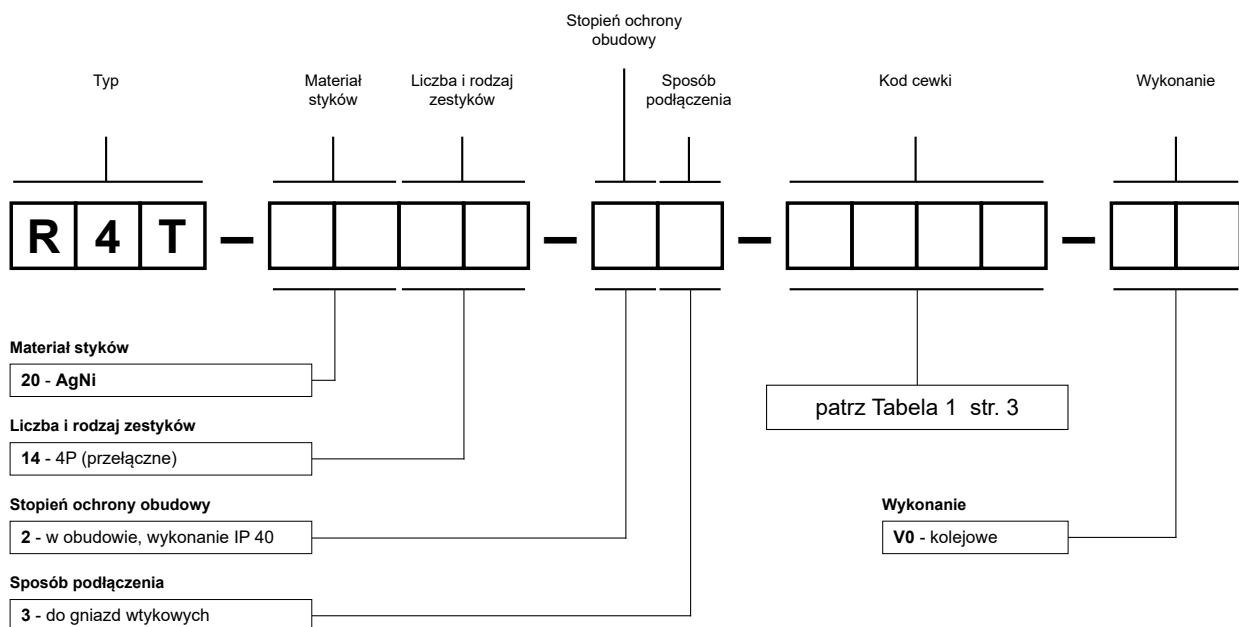 Stopień ochrony
obudowy
Typ
Materiał
styków
Liczba i rodzaj
zestyków
Sposób
podłączenia
Kod cewki
Wykonanie
R 4 T – – – –
Materiał styków
20 - AgNi
patrz Tabela 1 str. 3
Liczba i rodzaj zestyków
14 - 4P (przełączne)
Stopień ochrony obudowy
2 - w obudowie, wykonanie IP 40
Wykonanie
V0 - kolejowe
Sposób podłączenia
3 - do gniazd wtykowych